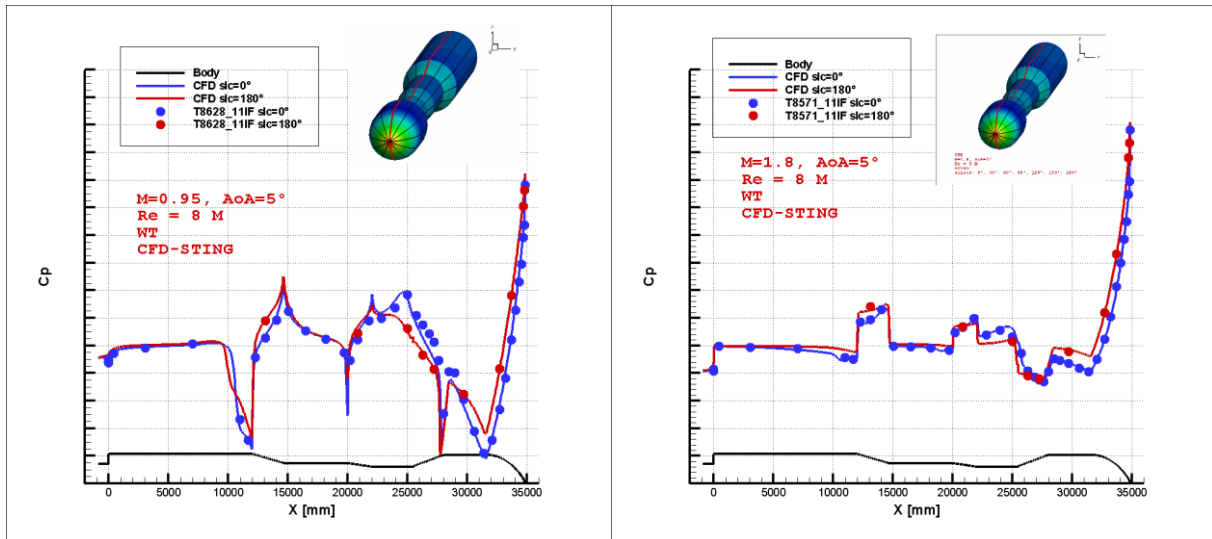 Body
CFD slc=0°
CFD slc=180°
T8628_11IF slc=0°
T8628_11IF slc=180°
M=0.95, AoA=5°
Re = 8 M
WT
CFD-STING
Cp
0 5000 10000 15000 20000 25000 30000 35000
X [mm]
Body
CFD slc=0°
CFD slc=180°
T8571_11IF slc=0°
T8571_11IF slc=180°
M=1.8, AoA=5°
Re = 8 M
WT
CFD-STING
Cp
0 5000 10000 15000 20000 25000 30000 35000
X [mm]